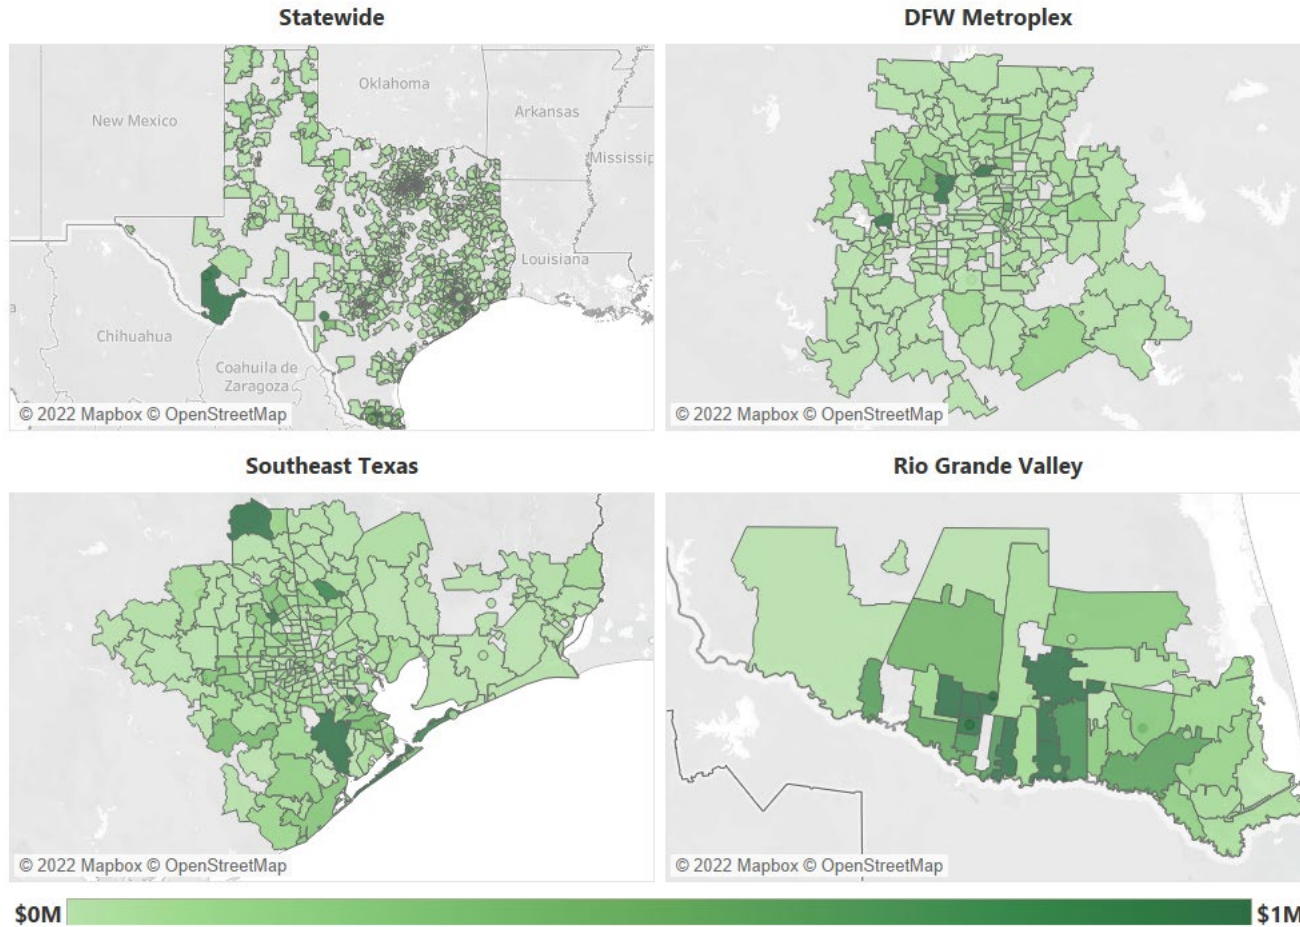 Statewide
DFW Metroplex
Oklahoma
New Mexico
Arkansas
Louisiana
Chihuahua
Coahuila de
Zaragoza
© 2022 Mapbox © OpenStreetMap
© 2022 Mapbox © OpenStreetMap
Southeast Texas
Rio Grande Valley
© 2022 Mapbox © OpenStreetMap
© 2022 Mapbox © OpenStreetMap
$0M
$1M